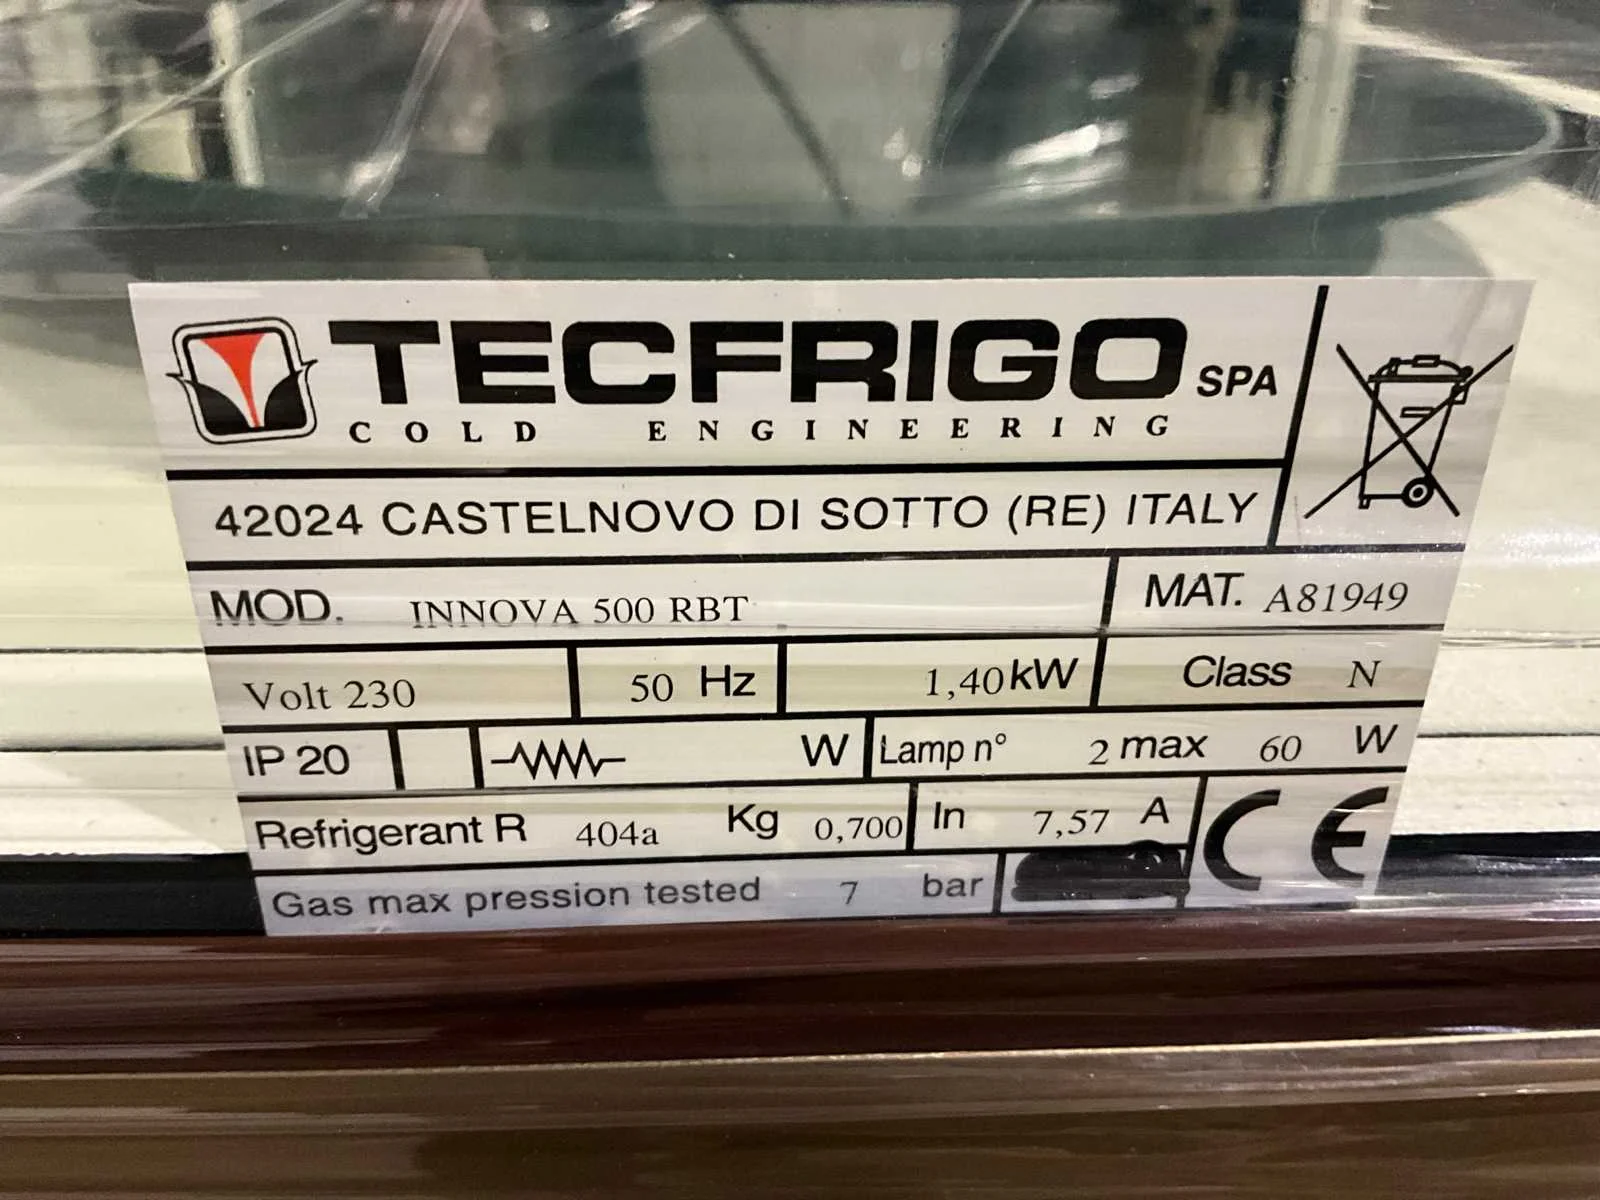 TECFRIGO SPA
COLD ENGINEERING
42024 CASTELNOVO DI SOTTO (RE) ITALY
MOD. INNOVA 500 RBT MAT. A81949
Volt 230 50 Hz 1,40 kW Class N
IP 20 W Lamp n° 2 max 60 W
Refrigerant R 404a Kg 0,700 In 7,57 A CE
Gas max pression tested 7 bar